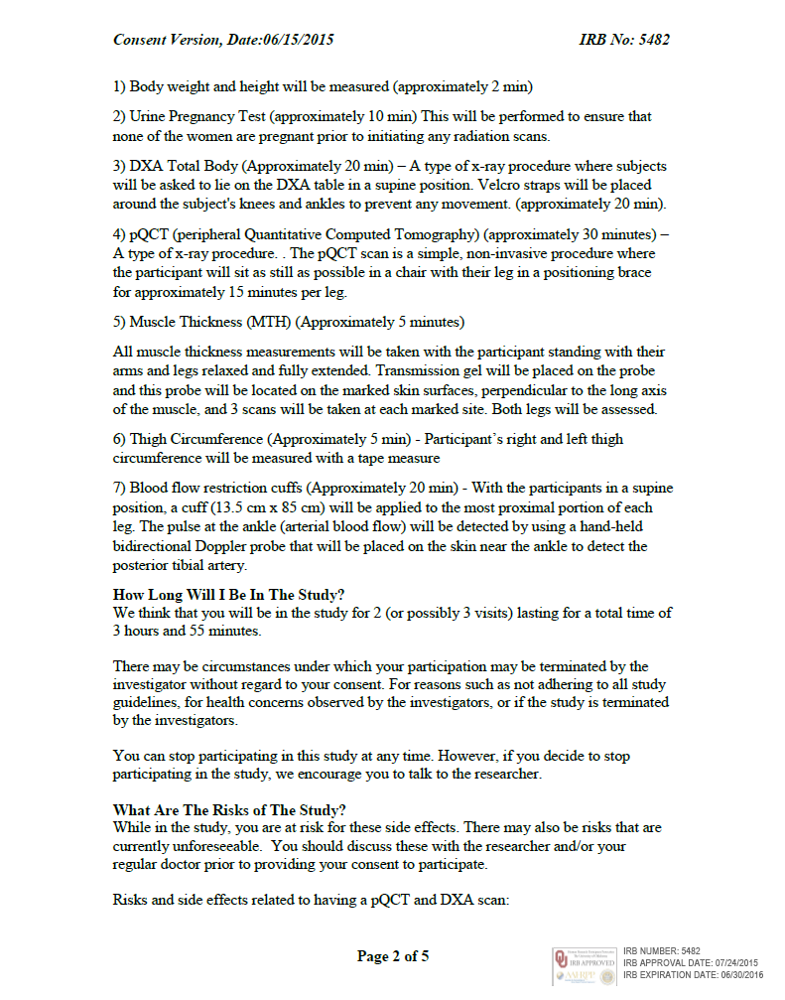 Consent Version, Date:06/15/2015 IRB No: 5482
1) Body weight and height will be measured (approximately 2 min)
2) Urine Pregnancy Test (approximately 10 min) This will be performed to ensure that
none of the women are pregnant prior to initiating any radiation scans.
3) DXA Total Body (Approximately 20 min) – A type of x-ray procedure where subjects
will be asked to lie on the DXA table in a supine position. Velcro straps will be placed
around the subject's knees and ankles to prevent any movement. (approximately 20 min).
4) pQCT (peripheral Quantitative Computed Tomography) (approximately 30 minutes) –
A type of x-ray procedure. . The pQCT scan is a simple, non-invasive procedure where
the participant will sit as still as possible in a chair with their leg in a positioning brace
for approximately 15 minutes per leg.
5) Muscle Thickness (MTH) (Approximately 5 minutes)
All muscle thickness measurements will be taken with the participant standing with their
arms and legs relaxed and fully extended. Transmission gel will be placed on the probe
and this probe will be located on the marked skin surfaces, perpendicular to the long axis
of the muscle, and 3 scans will be taken at each marked site. Both legs will be assessed.
6) Thigh Circumference (Approximately 5 min) - Participant’s right and left thigh
circumference will be measured with a tape measure
7) Blood flow restriction cuffs (Approximately 20 min) - With the participants in a supine
position, a cuff (13.5 cm x 85 cm) will be applied to the most proximal portion of each
leg. The pulse at the ankle (arterial blood flow) will be detected by using a hand-held
bidirectional Doppler probe that will be placed on the skin near the ankle to detect the
posterior tibial artery.
How Long Will I Be In The Study?
We think that you will be in the study for 2 (or possibly 3 visits) lasting for a total time of
3 hours and 55 minutes.
There may be circumstances under which your participation may be terminated by the
investigator without regard to your consent. For reasons such as not adhering to all study
guidelines, for health concerns observed by the investigators, or if the study is terminated
by the investigators.
You can stop participating in this study at any time. However, if you decide to stop
participating in the study, we encourage you to talk to the researcher.
What Are The Risks of The Study?
While in the study, you are at risk for these side effects. There may also be risks that are
currently unforeseeable.  You should discuss these with the researcher and/or your
regular doctor prior to providing your consent to participate.
Risks and side effects related to having a pQCT and DXA scan:
Page 2 of 5
IRB APPROVED
AAHRPP
IRB NUMBER: 5482
IRB APPROVAL DATE: 07/24/2015
IRB EXPIRATION DATE: 06/30/2016